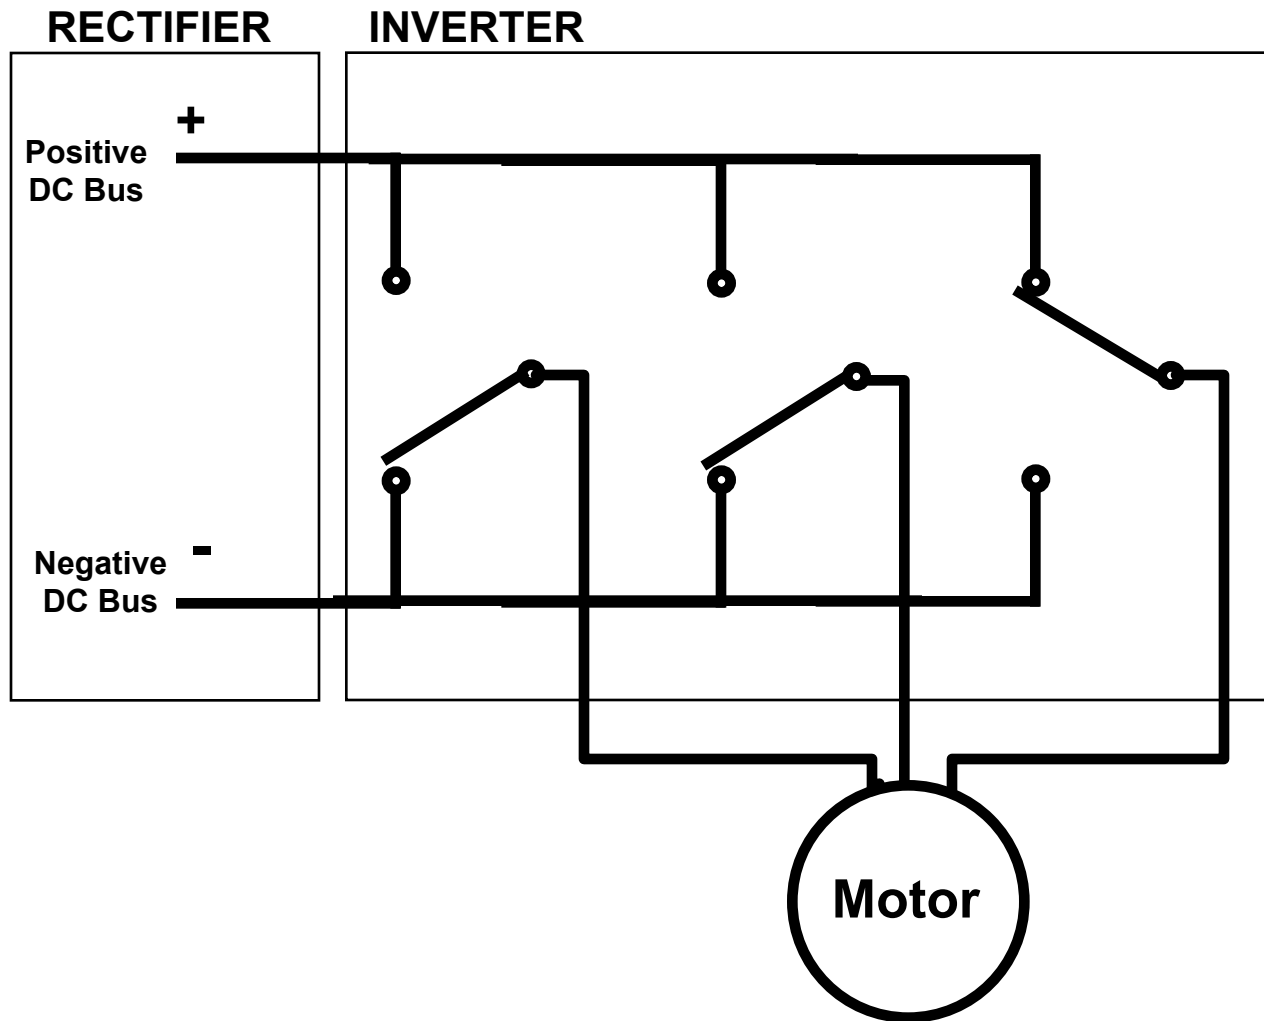 RECTIFIER
INVERTER
+
Positive
DC Bus
-
Negative
DC Bus
Motor